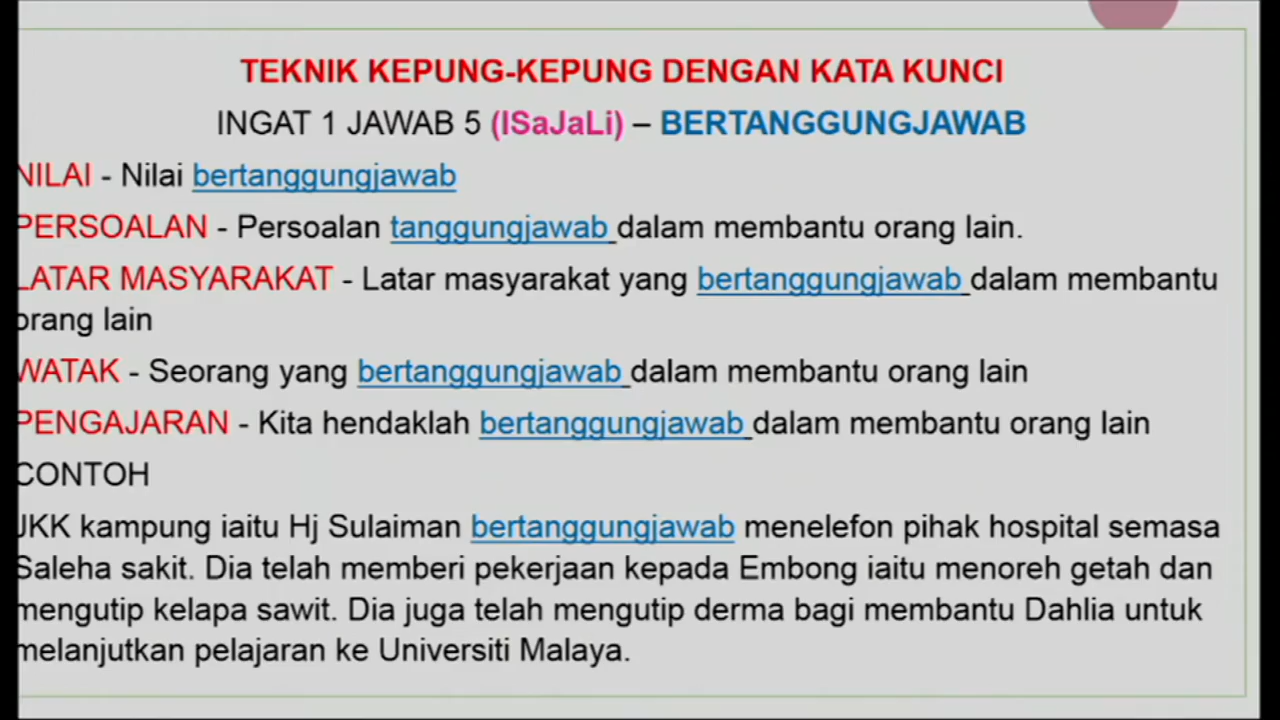 TEKNIK KEPUNG-KEPUNG DENGAN KATA KUNCI
INGAT 1 JAWAB 5 (ISaJaLi) – BERTANGGUNGJAWAB
NILAI - Nilai bertanggungjawab
PERSOALAN - Persoalan tanggungjawab dalam membantu orang lain.
LATAR MASYARAKAT - Latar masyarakat yang bertanggungjawab dalam membantu
orang lain
WATAK - Seorang yang bertanggungjawab dalam membantu orang lain
PENGAJARAN - Kita hendaklah bertanggungjawab dalam membantu orang lain
CONTOH
JKK kampung iaitu Hj Sulaiman bertanggungjawab menelefon pihak hospital semasa
Saleha sakit. Dia telah memberi pekerjaan kepada Embong iaitu menoreh getah dan
mengutip kelapa sawit. Dia juga telah mengutip derma bagi membantu Dahlia untuk
melanjutkan pelajaran ke Universiti Malaya.